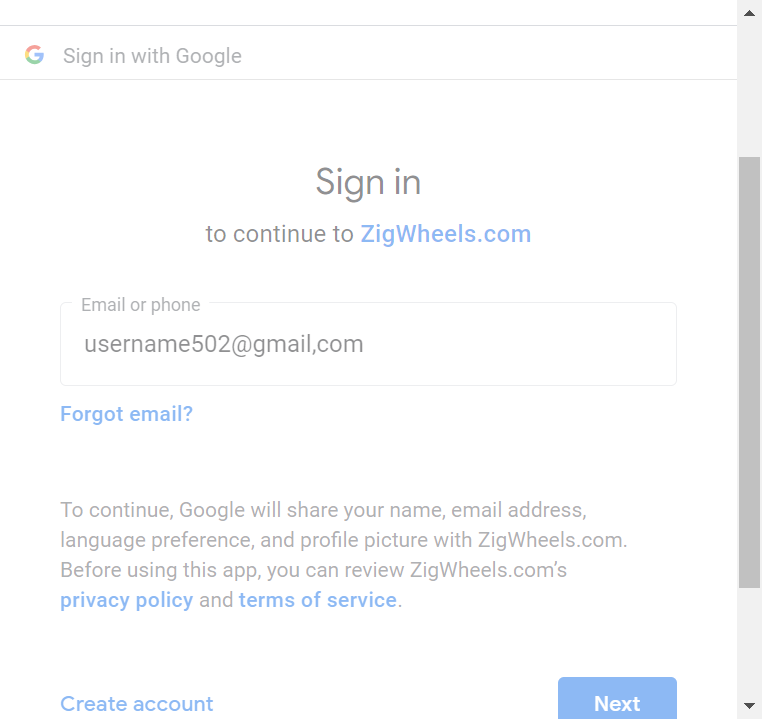 Sign in with Google
Sign in
to continue to ZigWheels.com
Email or phone
username502@gmail,com
Forgot email?
To continue, Google will share your name, email address,
language preference, and profile picture with ZigWheels.com.
Before using this app, you can review ZigWheels.com’s
privacy policy and terms of service.
Create account
Next